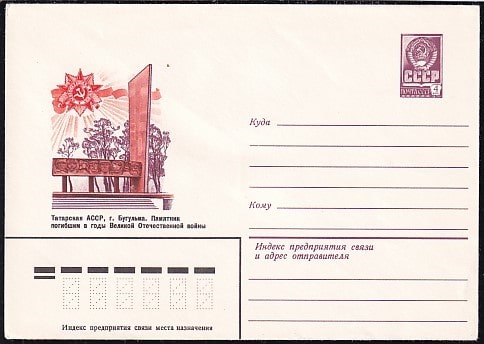 СССР
ПОЧТА СССР
4
Куда
Кому
Татарская АССР, г. Бугульма. Памятник
погибшим в годы Великой Отечественной войны
Индекс предприятия связи
и адрес отправителя
Индекс предприятия связи места назначения